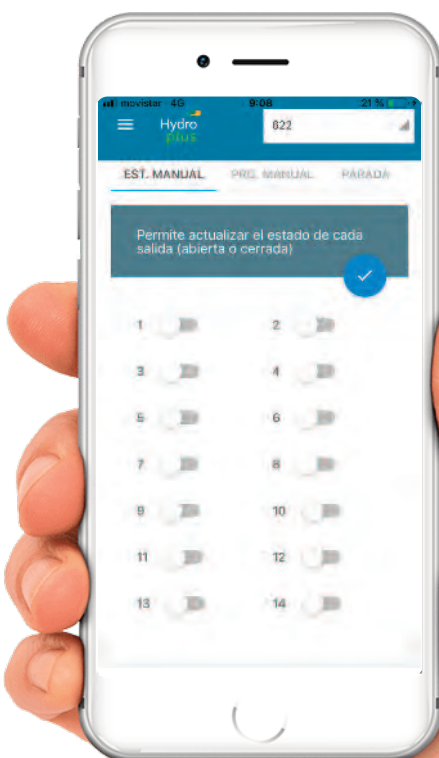 movistar 4G 9:08 21 %
Hydro
plus
622
EST. MANUAL PRG. MANUAL PARADA
Permite actualizar el estado de cada
salida (abierta o cerrada)
1 2
3 4
5 6
7 8
9 10
11 12
13 14